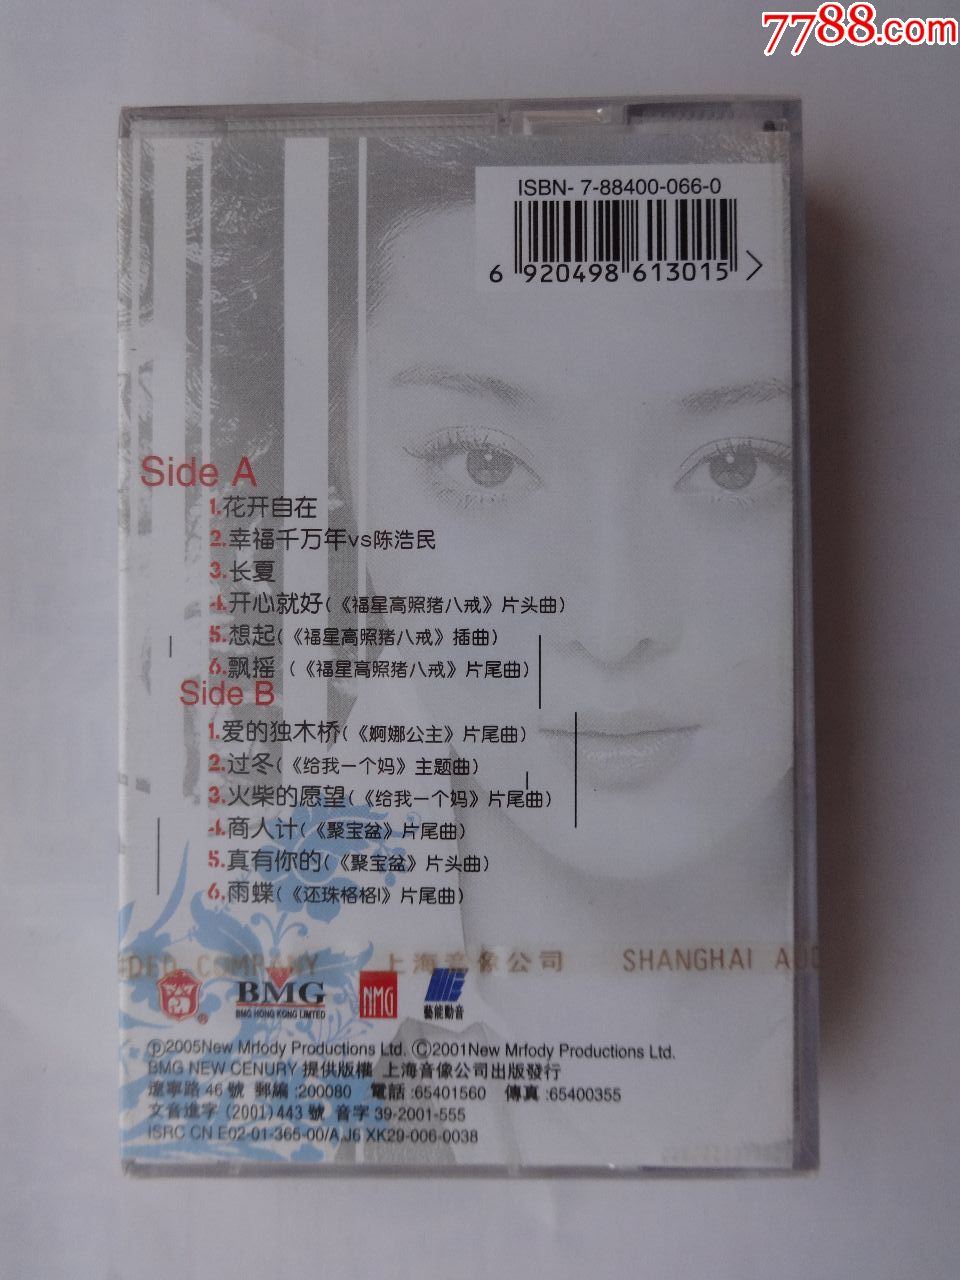 7788.com
ISBN- 7-88400-066-0
6 920498 613015 >
Side A
1.花开自在
2.幸福千万年vs陈浩民
3.长夏
4.开心就好(《福星高照猪八戒》片头曲)
5.想起(《福星高照猪八戒》插曲)
6.飘摇 (《福星高照猪八戒》片尾曲)
Side B
1.爱的独木桥(《婀娜公主》片尾曲)
2.过冬(《给我一个妈》主题曲)
3.火柴的愿望(《给我一个妈》片尾曲)
4.商人计(《聚宝盆》片尾曲)
5.真有你的(《聚宝盆》片头曲)
6.雨蝶(《还珠格格I》片尾曲)
DED COMPANY 上海音像公司 SHANGHAI AUD
BMG NMG
BMG HONG KONG LIMITED 藝能動音
Ⓟ2005New Mrfody Productions Ltd. Ⓒ2001New Mrfody Productions Ltd.
BMG NEW CENURY 提供版權 上海音像公司出版發行
遼寧路46號 郵編:200080 電話:65401560 傳真:65400355
文音進字 (2001)443 號 音字 39-2001-555
ISRC CN E02-01-365-00/A.J6 XK29-006-0038